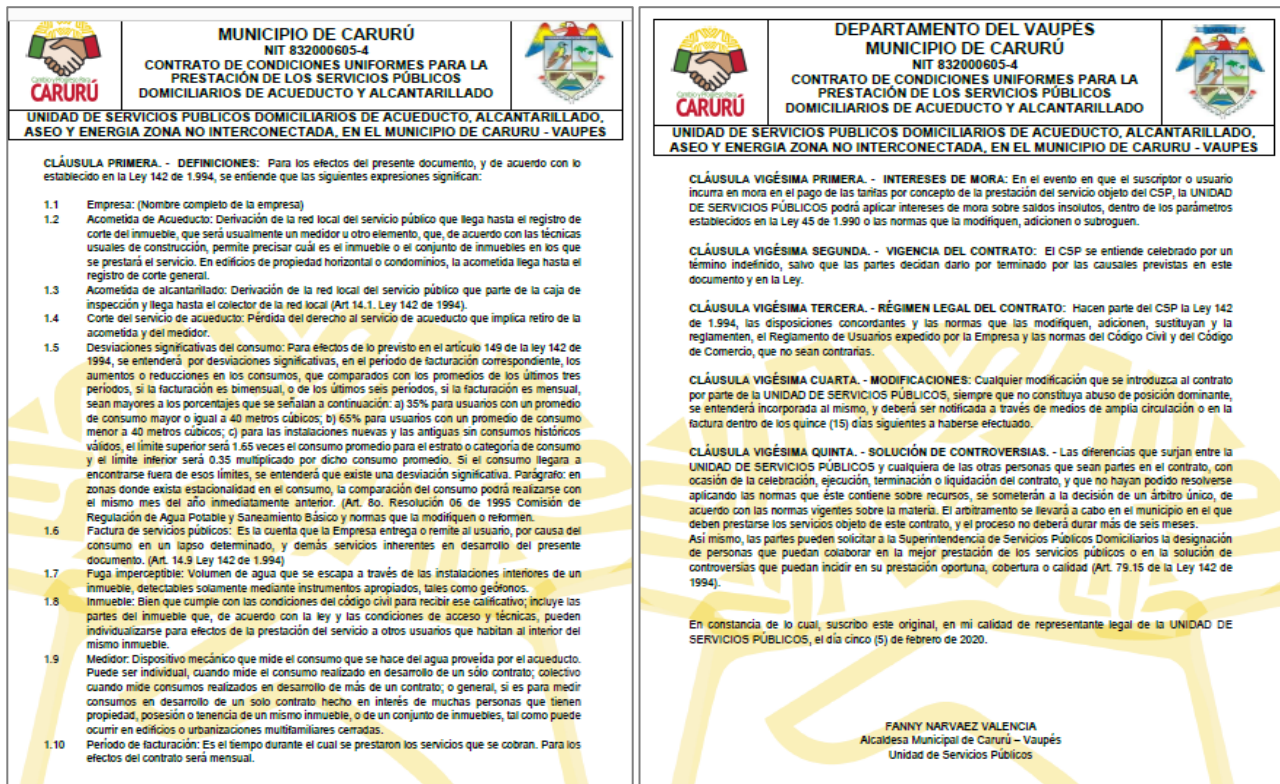 MUNICIPIO DE CARURÚ
NIT 832000605-4
CONTRATO DE CONDICIONES UNIFORMES PARA LA
PRESTACIÓN DE LOS SERVICIOS PÚBLICOS
DOMICILIARIOS DE ACUEDUCTO Y ALCANTARILLADO
CARURÚ
UNIDAD DE SERVICIOS PUBLICOS DOMICILIARIOS DE ACUEDUCTO, ALCANTARILLADO,
ASEO Y ENERGIA ZONA NO INTERCONECTADA, EN EL MUNICIPIO DE CARURU - VAUPES
CLÁUSULA PRIMERA. - DEFINICIONES: Para los efectos del presente documento, y de acuerdo con lo
establecido en la Ley 142 de 1.994, se entiende que las siguientes expresiones significan:
1.1 Empresa: (Nombre completo de la empresa)
1.2 Acometida de Acueducto: Derivación de la red local del servicio público que llega hasta el registro de
corte del inmueble, que será usualmente un medidor u otro elemento, que, de acuerdo con las técnicas
usuales de construcción, permite precisar cuál es el inmueble o el conjunto de inmuebles en los que
se prestará el servicio. En edificios de propiedad horizontal o condominios, la acometida llega hasta el
registro de corte general.
1.3 Acometida de alcantarillado: Derivación de la red local del servicio público que parte de la caja de
inspección y llega hasta el colector de la red local (Art 14.1. Ley 142 de 1994).
1.4 Corte del servicio de acueducto: Pérdida del derecho al servicio de acueducto que implica retiro de la
acometida y del medidor.
1.5 Desviaciones significativas del consumo: Para efectos de lo previsto en el artículo 149 de la ley 142 de
1994, se entenderá por desviaciones significativas, en el período de facturación correspondiente, los
aumentos o reducciones en los consumos, que comparados con los promedios de los últimos tres
períodos, si la facturación es bimensual, o de los últimos seis períodos, si la facturación es mensual,
sean mayores a los porcentajes que se señalan a continuación: a) 35% para usuarios con un promedio
de consumo mayor o igual a 40 metros cúbicos; b) 65% para usuarios con un promedio de consumo
menor a 40 metros cúbicos; c) para las instalaciones nuevas y las antiguas sin consumos históricos
válidos, el límite superior será 1.65 veces el consumo promedio para el estrato o categoría de consumo
y el límite inferior será 0.35 multiplicado por dicho consumo promedio. Si el consumo llegara a
encontrarse fuera de esos límites, se entenderá que existe una desviación significativa. Parágrafo: en
zonas donde exista estacionalidad en el consumo, la comparación del consumo podrá realizarse con
el mismo mes del año inmediatamente anterior. (Art. 8o. Resolución 06 de 1995 Comisión de
Regulación de Agua Potable y Saneamiento Básico y normas que la modifiquen o reformen.
1.6 Factura de servicios públicos: Es la cuenta que la Empresa entrega o remite al usuario, por causa del
consumo en un lapso determinado, y demás servicios inherentes en desarrollo del presente
documento. (Art. 14.9 Ley 142 de 1.994)
1.7 Fuga imperceptible: Volumen de agua que se escapa a través de las instalaciones interiores de un
inmueble, detectables solamente mediante instrumentos apropiados, tales como geófonos.
1.8 Inmueble: Bien que cumple con las condiciones del código civil para recibir ese calificativo; incluye las
partes del inmueble que, de acuerdo con la ley y las condiciones de acceso y técnicas, pueden
individualizarse para efectos de la prestación del servicio a otros usuarios que habitan al interior del
mismo inmueble.
1.9 Medidor: Dispositivo mecánico que mide el consumo que se hace del agua proveída por el acueducto.
Puede ser individual, cuando mide el consumo realizado en desarrollo de un sólo contrato; colectivo
cuando mide consumos realizados en desarrollo de más de un contrato; o general, si es para medir
consumos en desarrollo de un solo contrato hecho en interés de muchas personas que tienen
propiedad, posesión o tenencia de un mismo inmueble, o de un conjunto de inmuebles, tal como puede
ocurrir en edificios o urbanizaciones multifamiliares cerradas.
1.10 Período de facturación: Es el tiempo durante el cual se prestaron los servicios que se cobran. Para los
efectos del contrato será mensual.
DEPARTAMENTO DEL VAUPÉS
MUNICIPIO DE CARURÚ
NIT 832000605-4
CONTRATO DE CONDICIONES UNIFORMES PARA LA
PRESTACIÓN DE LOS SERVICIOS PÚBLICOS
DOMICILIARIOS DE ACUEDUCTO Y ALCANTARILLADO
CARURÚ
UNIDAD DE SERVICIOS PUBLICOS DOMICILIARIOS DE ACUEDUCTO, ALCANTARILLADO,
ASEO Y ENERGIA ZONA NO INTERCONECTADA, EN EL MUNICIPIO DE CARURU - VAUPES
CLÁUSULA VIGÉSIMA PRIMERA. - INTERESES DE MORA: En el evento en que el suscriptor o usuario
incurra en mora en el pago de las tarifas por concepto de la prestación del servicio objeto del CSP, la UNIDAD
DE SERVICIOS PÚBLICOS podrá aplicar intereses de mora sobre saldos insolutos, dentro de los parámetros
establecidos en la Ley 45 de 1.990 o las normas que la modifiquen, adicionen o subroguen.
CLÁUSULA VIGÉSIMA SEGUNDA. - VIGENCIA DEL CONTRATO: El CSP se entiende celebrado por un
término indefinido, salvo que las partes decidan darlo por terminado por las causales previstas en este
documento y en la Ley.
CLÁUSULA VIGÉSIMA TERCERA. - RÉGIMEN LEGAL DEL CONTRATO: Hacen parte del CSP la Ley 142
de 1.994, las disposiciones concordantes y las normas que las modifiquen, adicionen, sustituyan y la
reglamenten, el Reglamento de Usuarios expedido por la Empresa y las normas del Código Civil y del Código
de Comercio, que no sean contrarias.
CLÁUSULA VIGÉSIMA CUARTA. - MODIFICACIONES: Cualquier modificación que se introduzca al contrato
por parte de la UNIDAD DE SERVICIOS PÚBLICOS, siempre que no constituya abuso de posición dominante,
se entenderá incorporada al mismo, y deberá ser notificada a través de medios de amplia circulación o en la
factura dentro de los quince (15) días siguientes a haberse efectuado.
CLÁUSULA VIGÉSIMA QUINTA. - SOLUCIÓN DE CONTROVERSIAS. - Las diferencias que surjan entre la
UNIDAD DE SERVICIOS PÚBLICOS y cualquiera de las otras personas que sean partes en el contrato, con
ocasión de la celebración, ejecución, terminación o liquidación del contrato, y que no hayan podido resolverse
aplicando las normas que éste contiene sobre recursos, se someterán a la decisión de un árbitro único, de
acuerdo con las normas vigentes sobre la materia. El arbitramento se llevará a cabo en el municipio en el que
deben prestarse los servicios objeto de este contrato, y el proceso no deberá durar más de seis meses.
Así mismo, las partes pueden solicitar a la Superintendencia de Servicios Públicos Domiciliarios la designación
de personas que puedan colaborar en la mejor prestación de los servicios públicos o en la solución de
controversias que puedan incidir en su prestación oportuna, cobertura o calidad (Art. 79.15 de la Ley 142 de
1994).
En constancia de lo cual, suscribo este original, en mi calidad de representante legal de la UNIDAD DE
SERVICIOS PÚBLICOS, el día cinco (5) de febrero de 2020.
FANNY NARVAEZ VALENCIA
Alcaldesa Municipal de Carurú – Vaupés
Unidad de Servicios Públicos